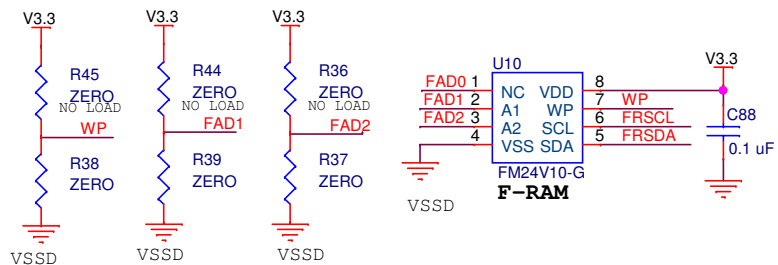 V3.3
R45
ZERO
NO LOAD
WP
R38
ZERO
VSSD
V3.3
R44
ZERO
NO LOAD
FAD1
R39
ZERO
VSSD
V3.3
R36
ZERO
NO LOAD
FAD2
R37
ZERO
VSSD
U10
FAD0 1 NC VDD 8
FAD1 2 A1 WP 7 WP
FAD2 3 A2 SCL 6 FRSCL
4 VSS SDA 5 FRSDA
FM24V10-G
F-RAM
VSSD
V3.3
C88
0.1 uF